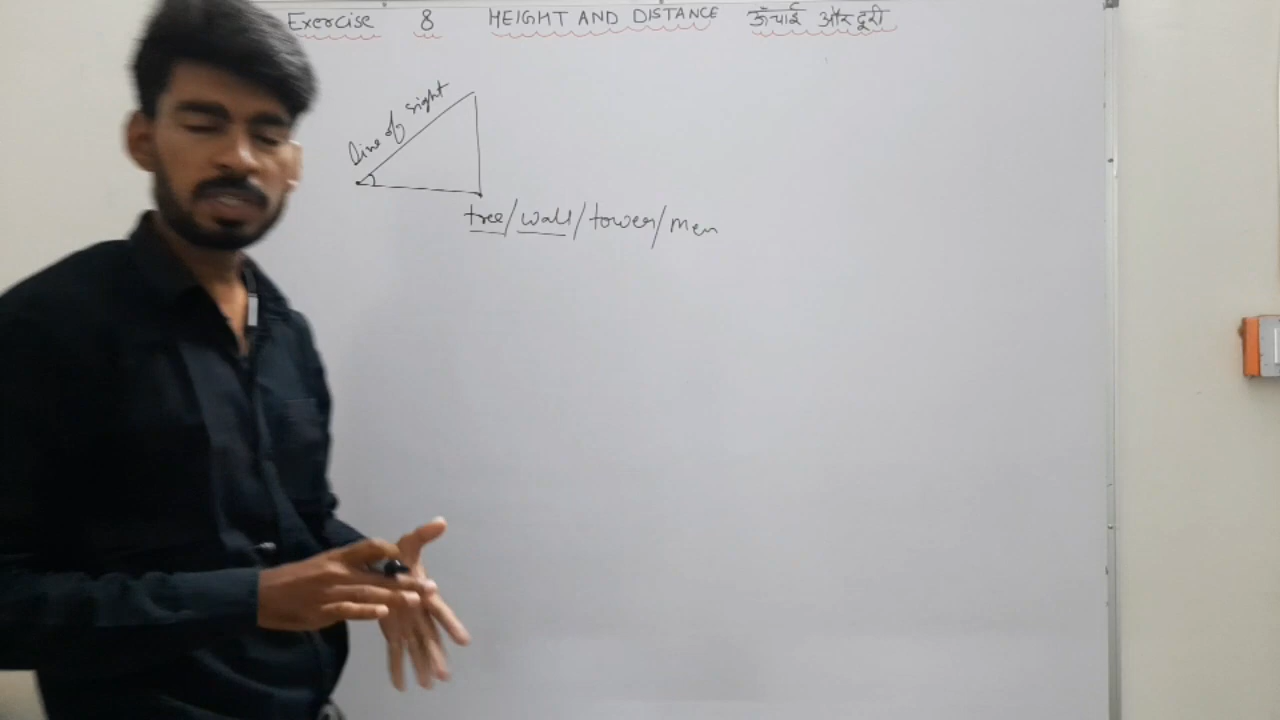 Exercise 8 HEIGHT AND DISTANCE ऊँचाई और दूरी
Line of sight
tree/wall/tower/men